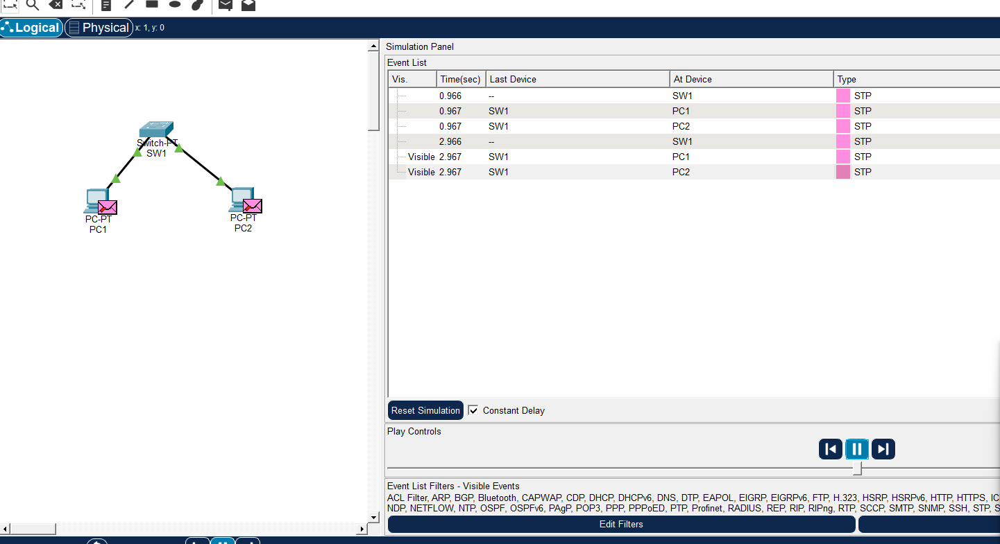 Logical Physical x: 1, y: 0
Simulation Panel
Event List
Vis. Time(sec) Last Device At Device Type
0.966 -- SW1 STP
0.967 SW1 PC1 STP
0.967 SW1 PC2 STP
2.966 -- SW1 STP
Visible 2.967 SW1 PC1 STP
Visible 2.967 SW1 PC2 STP
Switch-PT
SW1
PC-PT
PC1
PC-PT
PC2
Reset Simulation Constant Delay
Play Controls
Event List Filters - Visible Events
ACL Filter, ARP, BGP, Bluetooth, CAPWAP, CDP, DHCP, DHCPv6, DNS, DTP, EAPOL, EIGRP, EIGRPv6, FTP, H.323, HSRP, HSRPv6, HTTP, HTTPS, IC
NDP, NETFLOW, NTP, OSPF, OSPFv6, PAgP, POP3, PPP, PPPoED, PTP, Profinet, RADIUS, REP, RIP, RIPng, RTP, SCCP, SMTP, SNMP, SSH, STP, S
Edit Filters